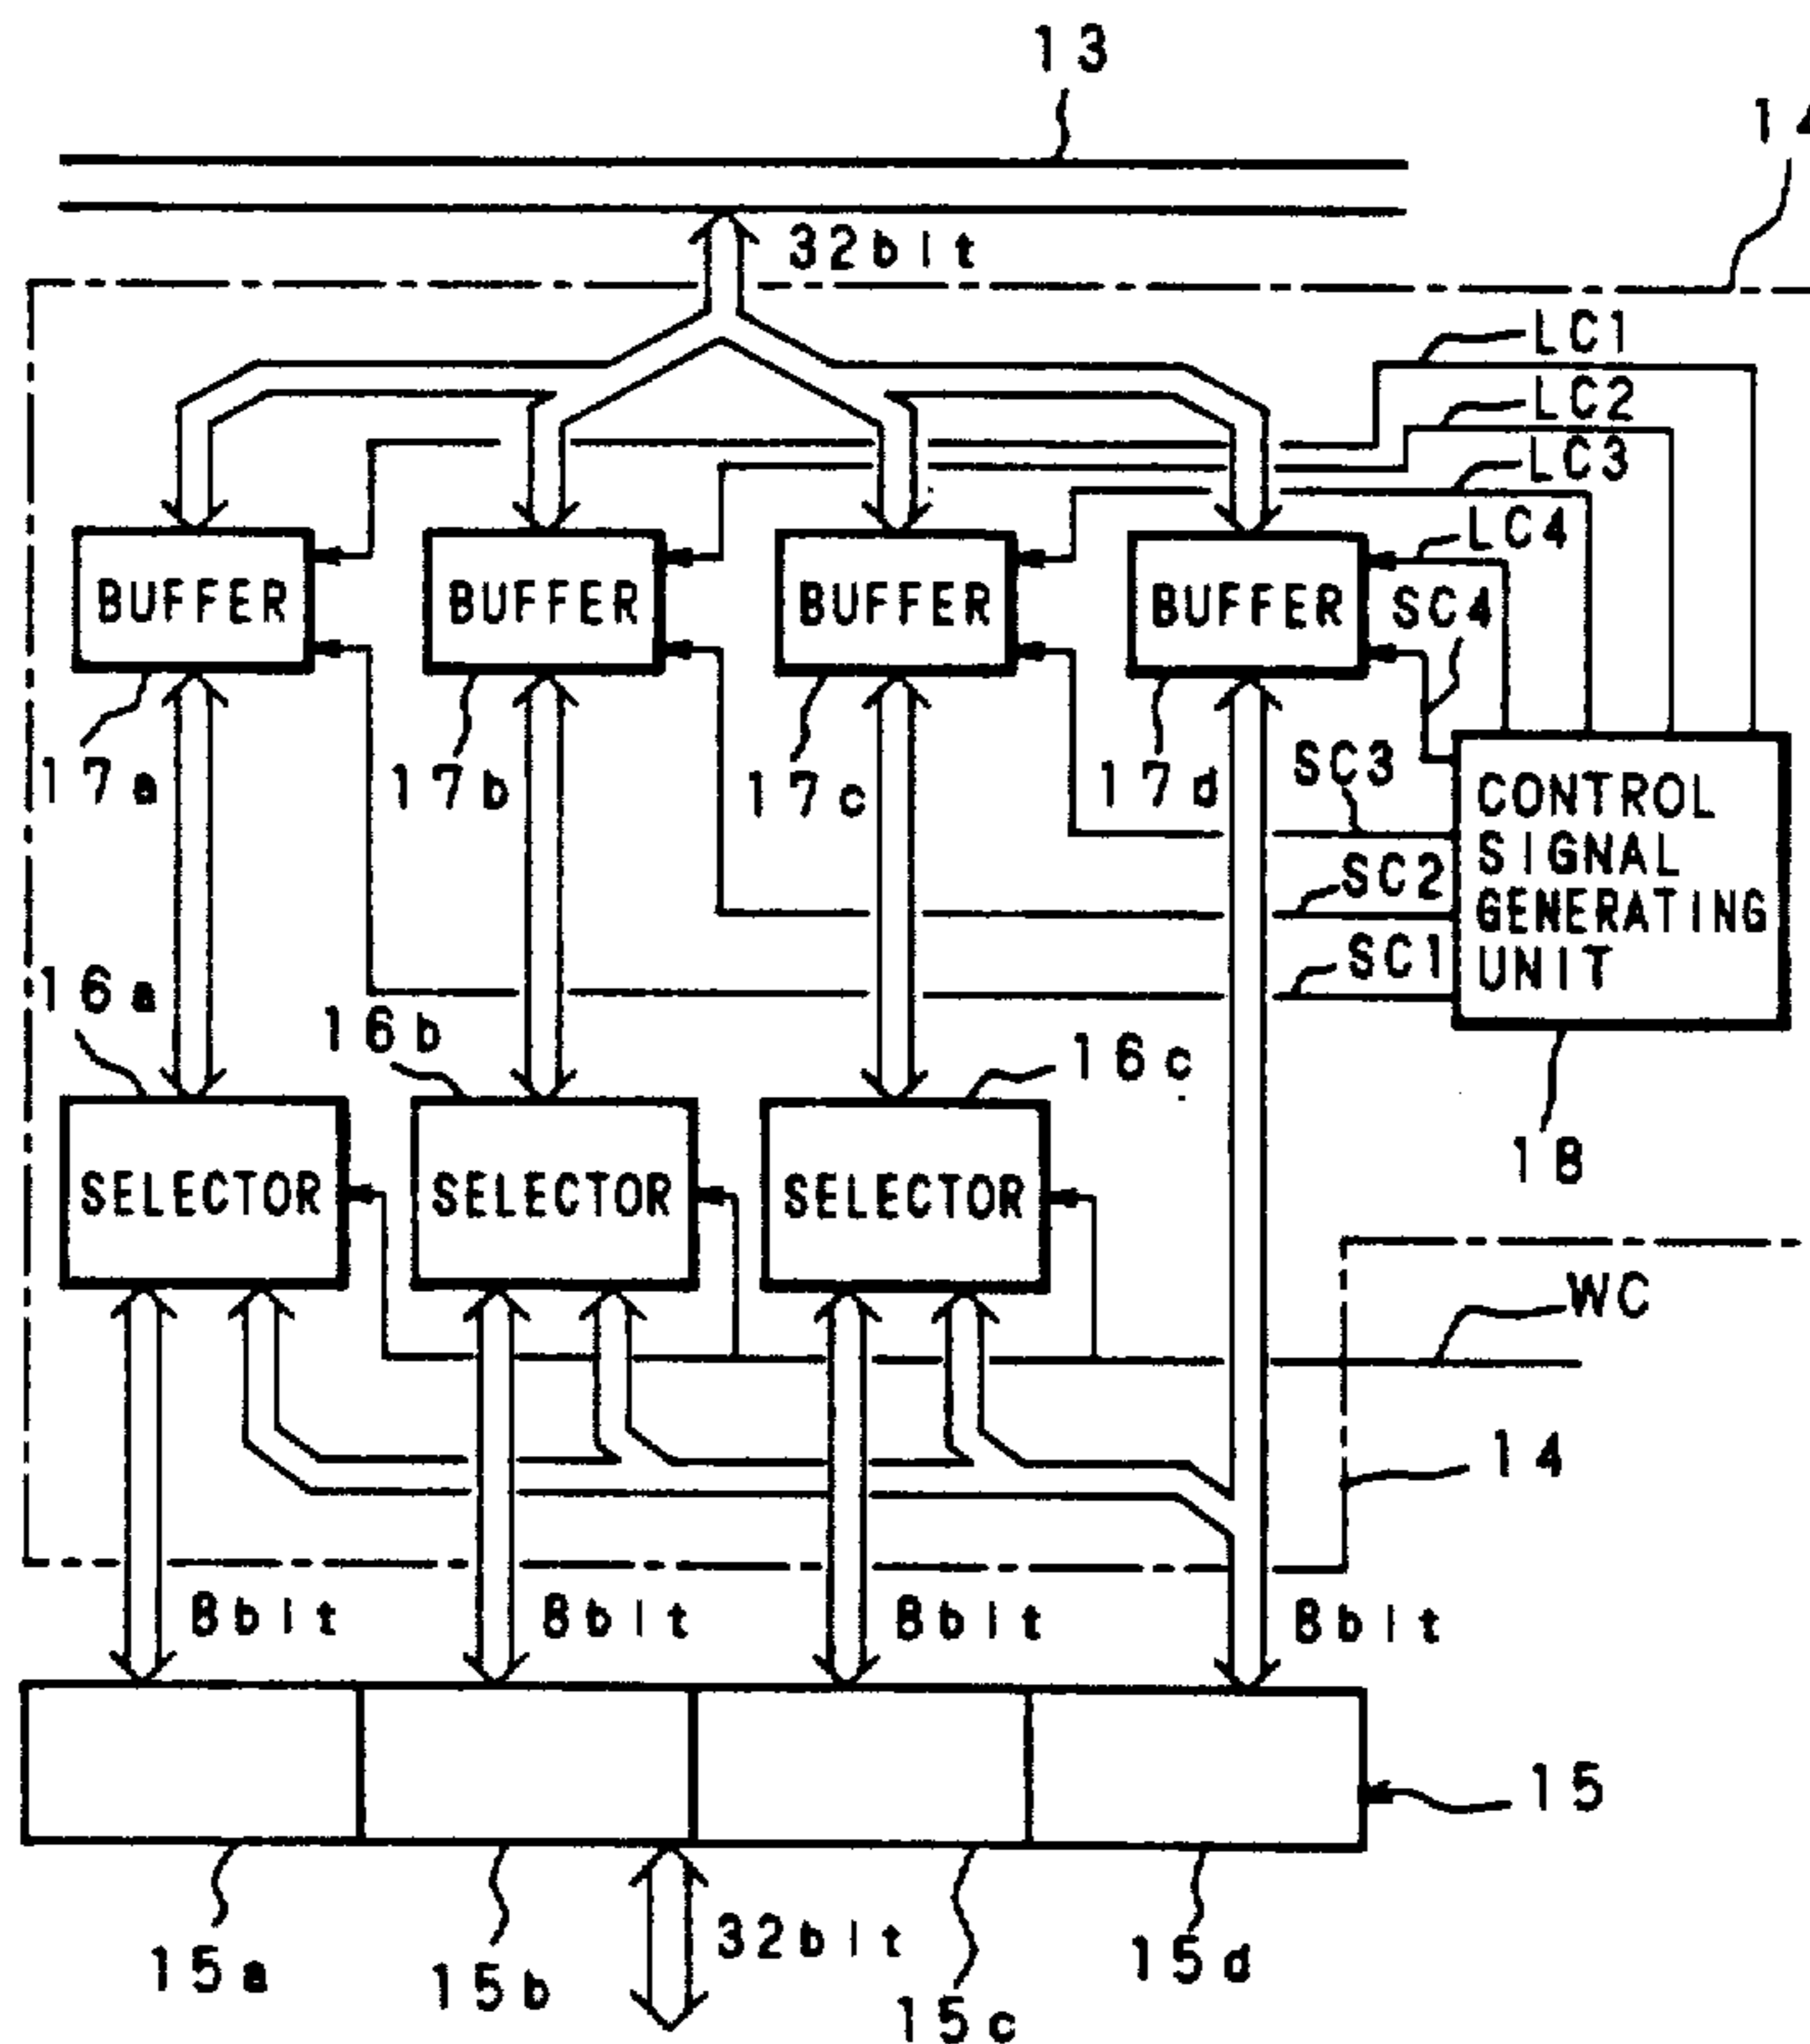 13
14
32bit
LC1
LC2
LC3
LC4
BUFFER
BUFFER
BUFFER
BUFFER
SC4
17a
17b
17c
17d
SC3
CONTROL
SIGNAL
GENERATING
UNIT
SC2
SC1
16a
16b
16c
18
SELECTOR
SELECTOR
SELECTOR
WC
14
8bit
8bit
8bit
8bit
15
15a
15b
32bit
15c
15d